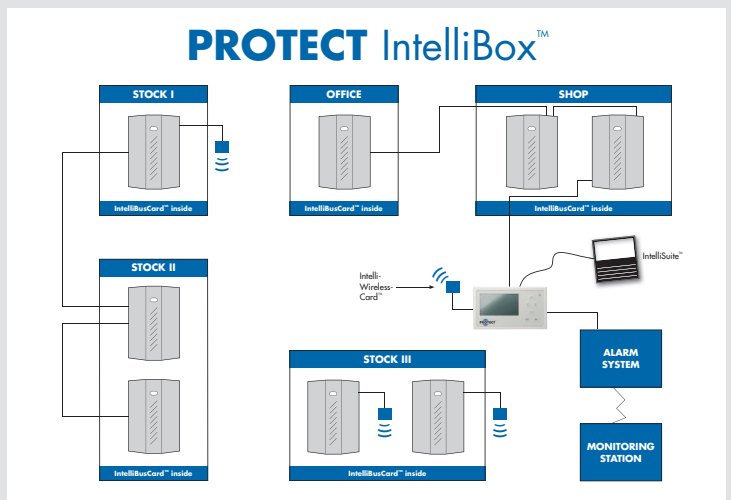 PROTECT IntelliBox™
STOCK I
IntelliBusCard™ inside
OFFICE
IntelliBusCard™ inside
SHOP
IntelliBusCard™ inside
STOCK II
IntelliBusCard™ inside
Intelli-
Wireless-
Card™
IntelliSuite™
PROTECT
STOCK III
IntelliBusCard™ inside
ALARM
SYSTEM
MONITORING
STATION